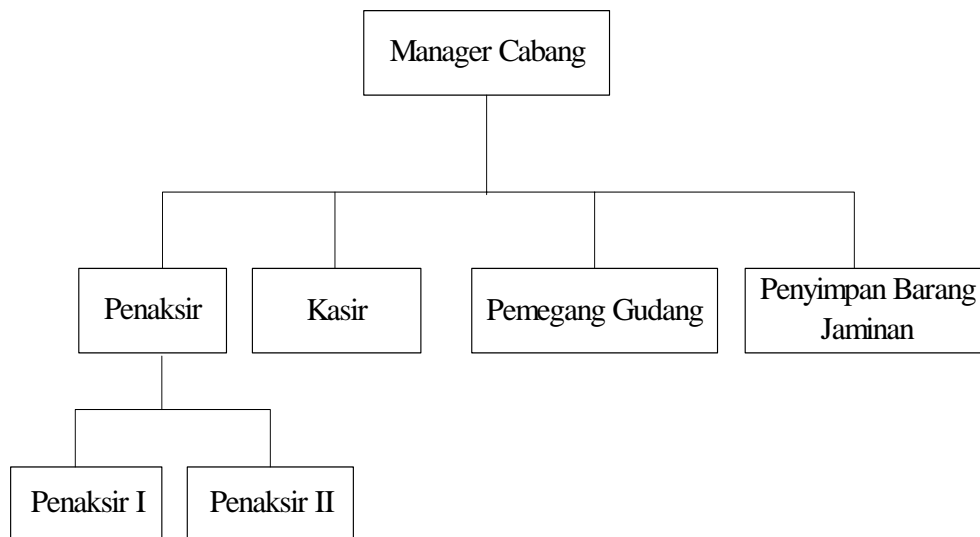 Manager Cabang
Penaksir
Kasir
Pemegang Gudang
Penyimpan Barang
Jaminan
Penaksir I
Penaksir II